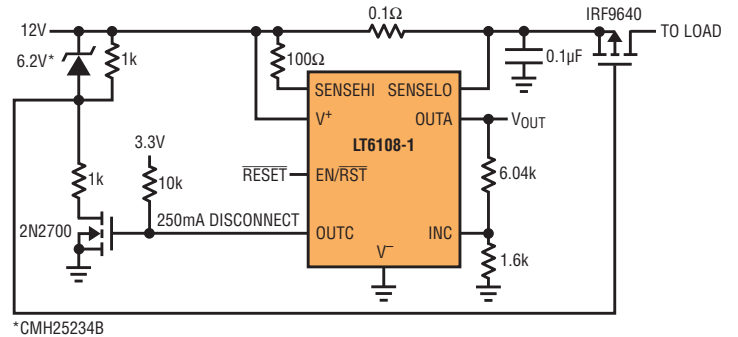 12V
0.1Ω
IRF9640
TO LOAD
6.2V*
1k
100Ω
0.1µF
SENSEHI
SENSELO
V+
OUTA
VOUT
LT6108-1
3.3V
RESET
EN/RST
6.04k
1k
10k
2N2700
250mA DISCONNECT
OUTC
INC
V–
1.6k
*CMH25234B